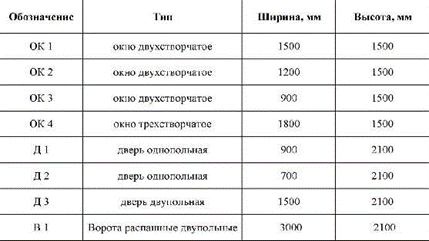 Обозначение Тип Ширина, мм Высота, мм
ОК 1 окно двухстворчатое 1500 1500
ОК 2 окно двухстворчатое 1200 1500
ОК 3 окно двухстворчатое 900 1500
ОК 4 окно трехстворчатое 1800 1500
Д 1 дверь однопольная 900 2100
Д 2 дверь однопольная 700 2100
Д 3 дверь двупольная 1500 2100
В 1 Ворота распашные двупольные 3000 2100